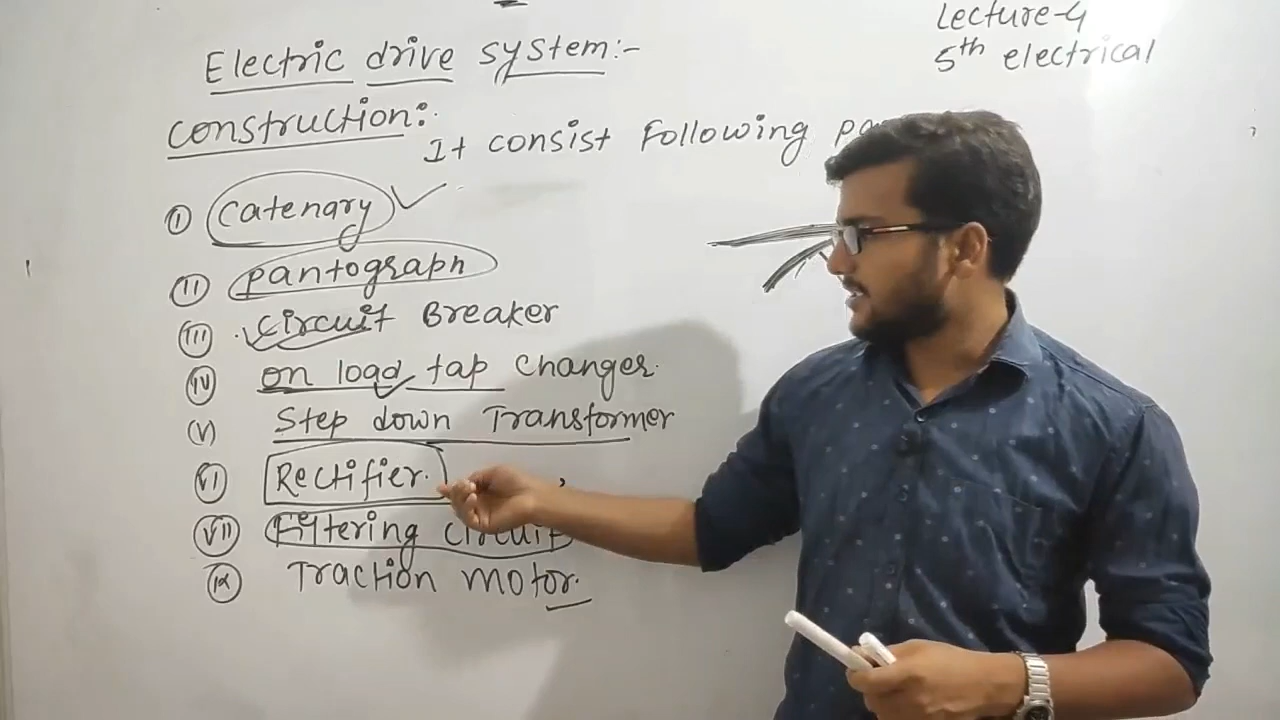 Lecture-4
5th electrical
Electric drive system:-
construction:-
It consist Following
(I) catenary
(II) pantograph
(III) circuit Breaker
(IV) on load tap changer.
(V) Step down Transformer
(VI) Rectifier.
(VII) Filtering circuit
(IX) Traction motor.